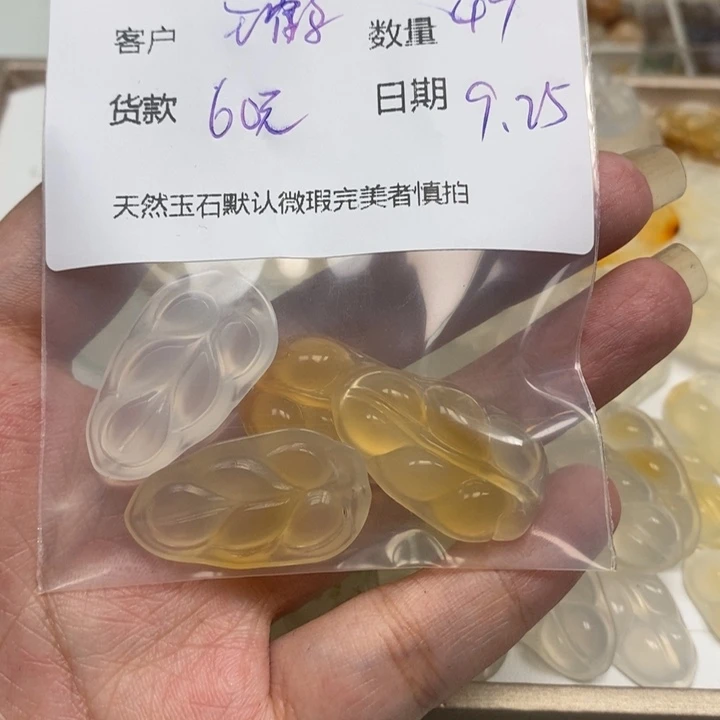 客户 数量
货款 60元 日期 9.25
天然玉石默认微瑕完美者慎拍